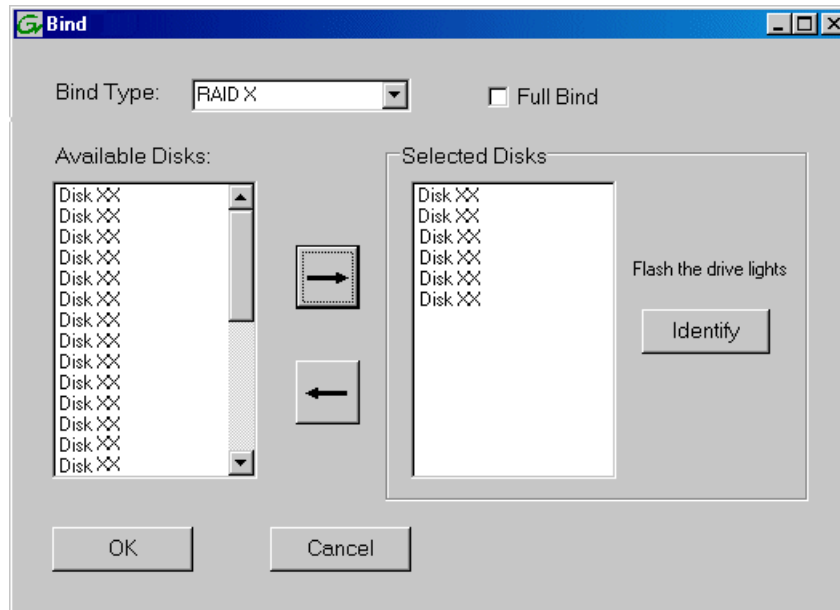 Bind
Bind Type: RAID X Full Bind
Available Disks:
Disk XX
Disk XX
Disk XX
Disk XX
Disk XX
Disk XX
Disk XX
Disk XX
Disk XX
Disk XX
Disk XX
Disk XX
Disk XX
Disk XX
Selected Disks
Disk XX
Disk XX
Disk XX
Disk XX
Disk XX
Disk XX
Flash the drive lights
Identify
OK Cancel